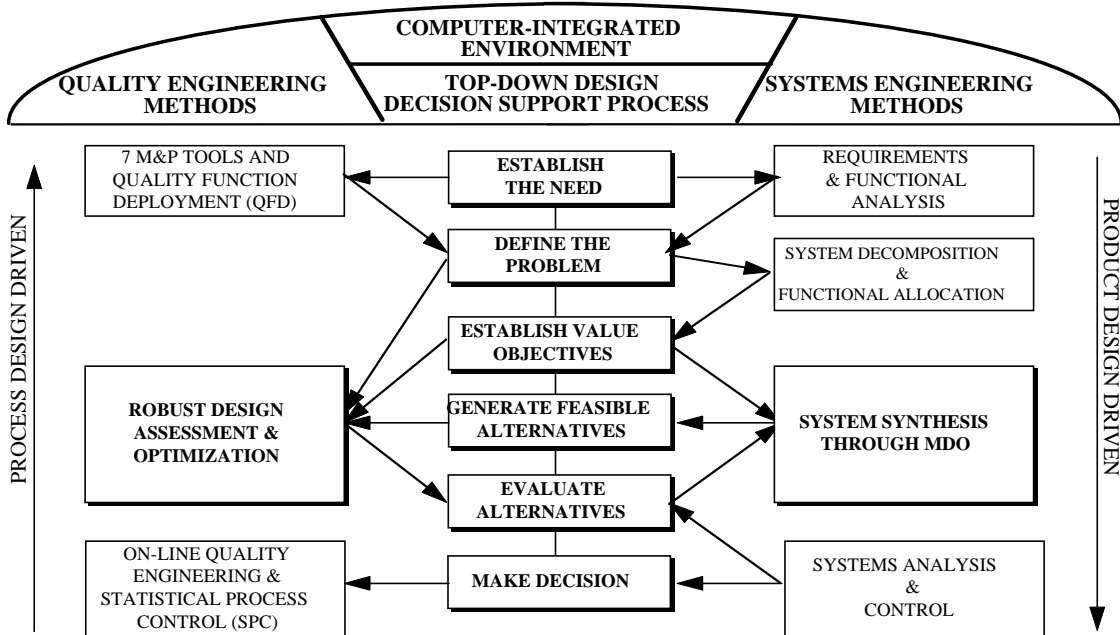 COMPUTER-INTEGRATED
ENVIRONMENT
QUALITY ENGINEERING
METHODS
TOP-DOWN DESIGN
DECISION SUPPORT PROCESS
SYSTEMS ENGINEERING
METHODS
PROCESS DESIGN DRIVEN
7 M&P TOOLS AND
QUALITY FUNCTION
DEPLOYMENT (QFD)
ESTABLISH
THE NEED
REQUIREMENTS
& FUNCTIONAL
ANALYSIS
DEFINE THE
PROBLEM
SYSTEM DECOMPOSITION
&
FUNCTIONAL ALLOCATION
ESTABLISH VALUE
OBJECTIVES
ROBUST DESIGN
ASSESSMENT &
OPTIMIZATION
GENERATE FEASIBLE
ALTERNATIVES
SYSTEM SYNTHESIS
THROUGH MDO
EVALUATE
ALTERNATIVES
ON-LINE QUALITY
ENGINEERING &
STATISTICAL PROCESS
CONTROL (SPC)
MAKE DECISION
SYSTEMS ANALYSIS
&
CONTROL
PRODUCT DESIGN DRIVEN